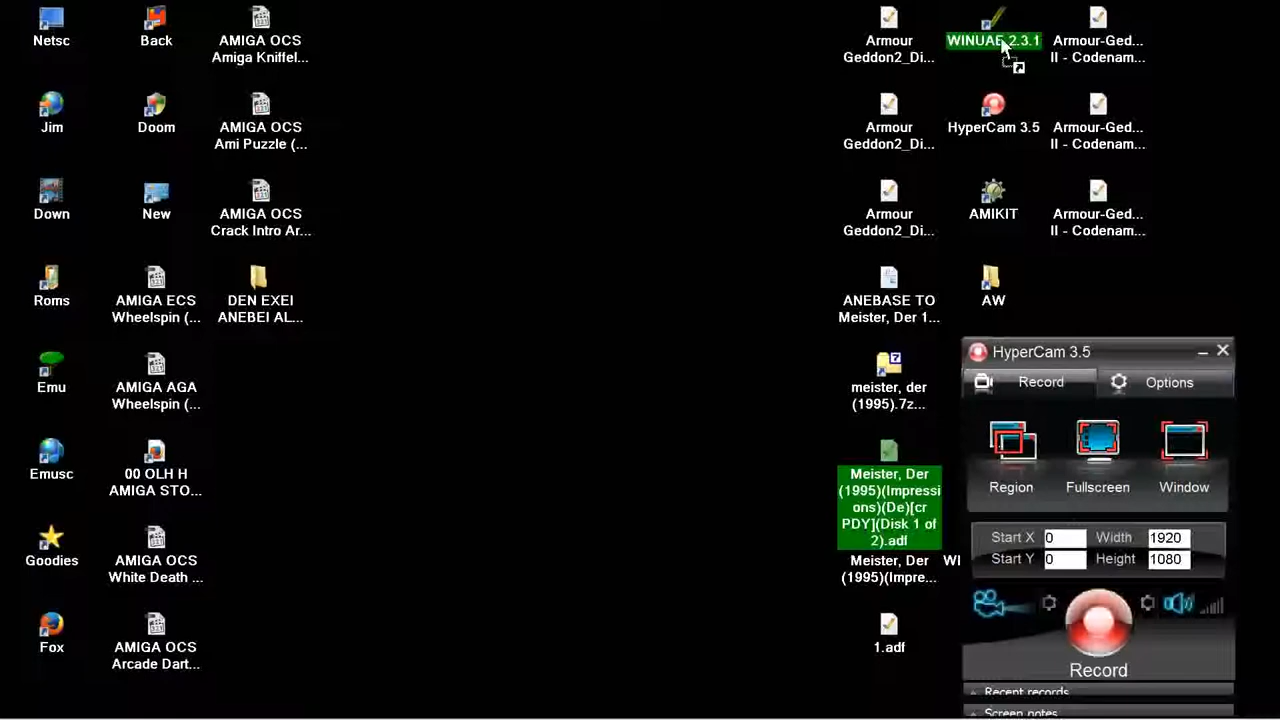 Netsc
Jim
Down
Roms
Emu
Emusc
Goodies
Fox
Back
Doom
New
AMIGA ECS
Wheelspin (...
AMIGA AGA
Wheelspin (...
00 OLH H
AMIGA STO...
AMIGA OCS
White Death ...
AMIGA OCS
Arcade Dart...
AMIGA OCS
Amiga Kniffel...
AMIGA OCS
Ami Puzzle (...
AMIGA OCS
Crack Intro Ar...
DEN EXEI
ANEBEI AL...
Armour
Geddon2_Di...
Armour
Geddon2_Di...
Armour
Geddon2_Di...
ANEBASE TO
Meister, Der 1...
meister, der
(1995).7z...
Meister, Der
(1995)(Impressi
ons)(De)[cr
PDY](Disk 1 of
2).adf
Meister, Der
(1995)(Impre...
1.adf
WINUAE 2.3.1
HyperCam 3.5
AMIKIT
AW
WI
Armour-Ged...
II - Codenam...
Armour-Ged...
II - Codenam...
Armour-Ged...
II - Codenam...
HyperCam 3.5
Record
Options
Region
Fullscreen
Window
Start X 0 Width 1920
Start Y 0 Height 1080
Record
Recent records
Screen notes